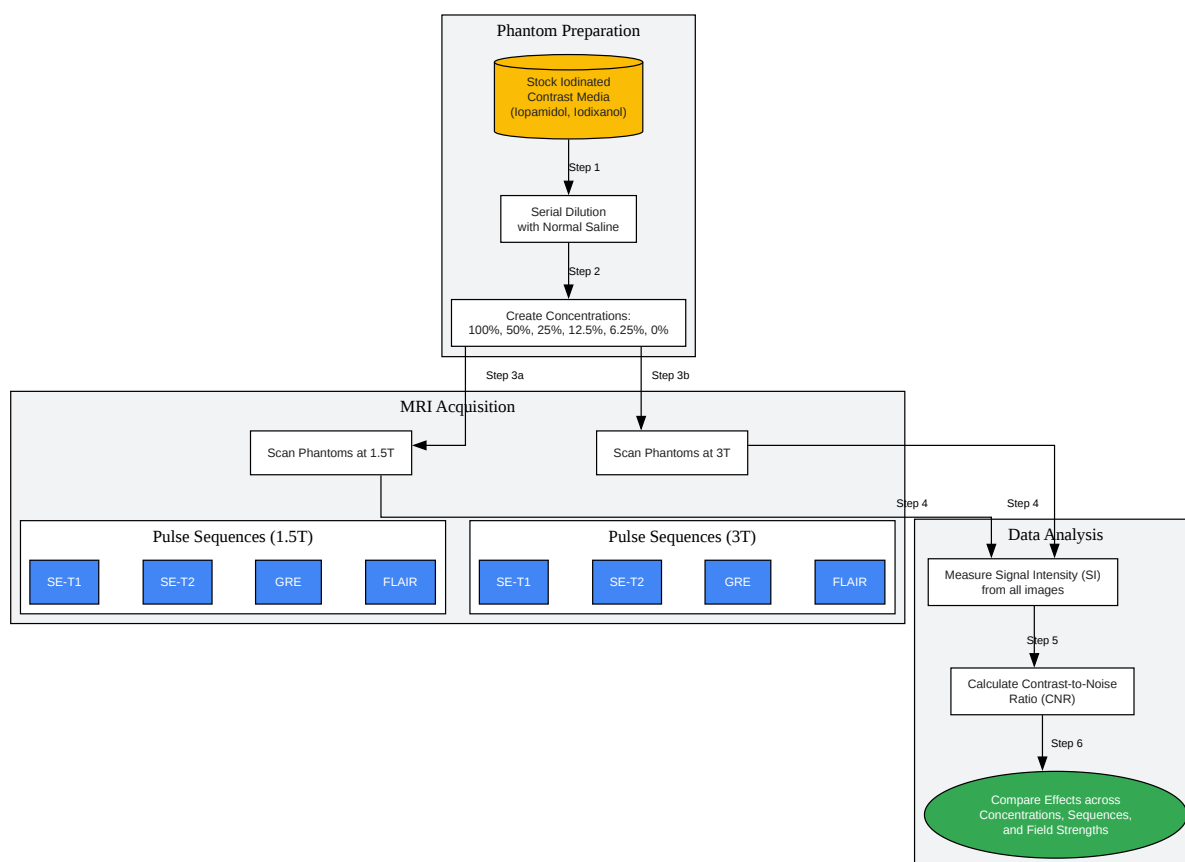 Phantom Preparation
Stock Iodinated
Contrast Media
(Iopamidol, Iodixanol)
Step 1
Serial Dilution
with Normal Saline
Step 2
Create Concentrations:
100%, 50%, 25%, 12.5%, 6.25%, 0%
Step 3a
Step 3b
MRI Acquisition
Scan Phantoms at 1.5T
Scan Phantoms at 3T
Step 4
Step 4
Pulse Sequences (1.5T)
SE-T1
SE-T2
GRE
FLAIR
Pulse Sequences (3T)
SE-T1
SE-T2
GRE
FLAIR
Data Analysis
Measure Signal Intensity (SI)
from all images
Step 5
Calculate Contrast-to-Noise
Ratio (CNR)
Step 6
Compare Effects across
Concentrations, Sequences,
and Field Strengths